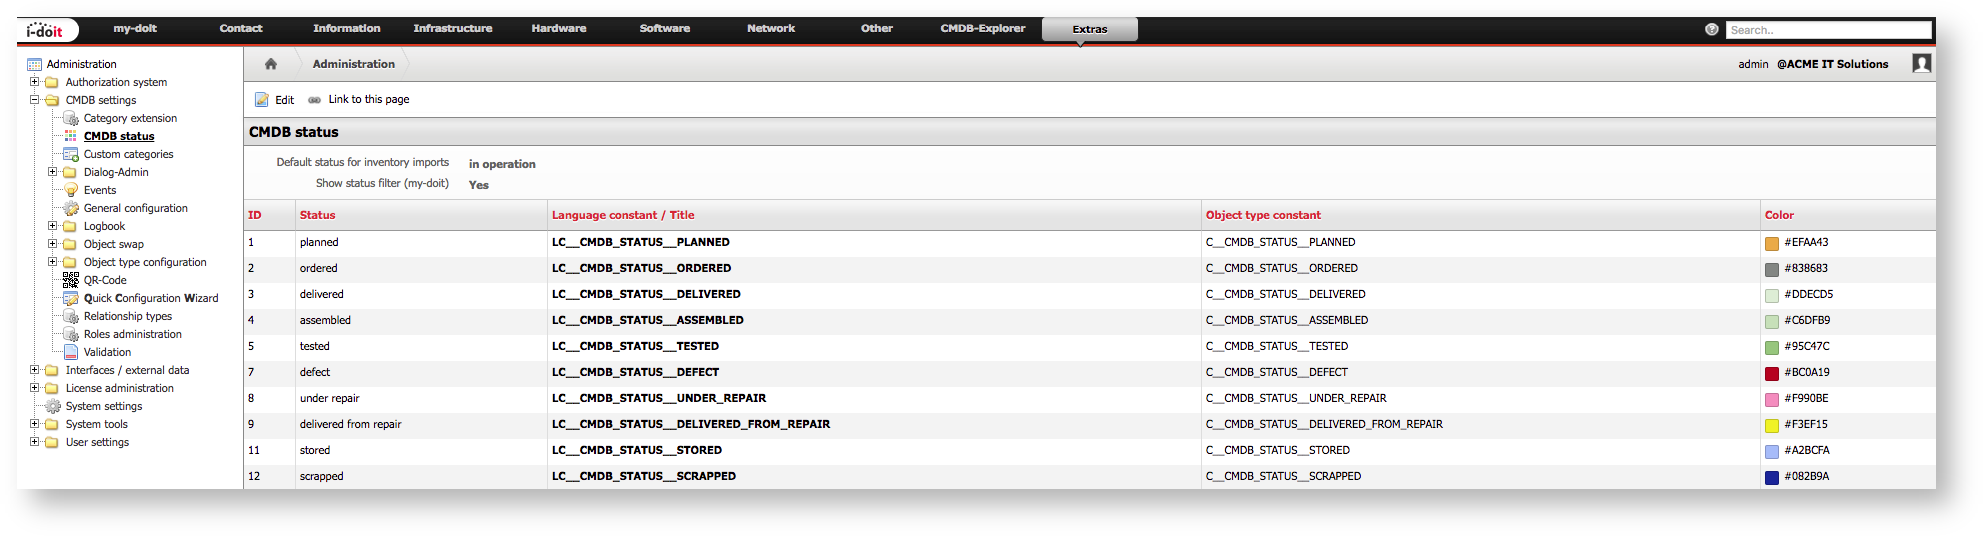 i-doit my-doit Contact Information Infrastructure Hardware Software Network Other CMDB-Explorer Extras Search..
Administration
Authorization system
CMDB settings
Category extension
CMDB status
Custom categories
Dialog-Admin
Events
General configuration
Logbook
Object swap
Object type configuration
QR-Code
Quick Configuration Wizard
Relationship types
Roles administration
Validation
Interfaces / external data
License administration
System settings
System tools
User settings
Administration admin @ACME IT Solutions
Edit Link to this page
CMDB status
Default status for inventory imports in operation
Show status filter (my-doit) Yes
ID Status Language constant / Title Object type constant Color
1 planned LC__CMDB_STATUS__PLANNED C__CMDB_STATUS__PLANNED #EFAA43
2 ordered LC__CMDB_STATUS__ORDERED C__CMDB_STATUS__ORDERED #838683
3 delivered LC__CMDB_STATUS__DELIVERED C__CMDB_STATUS__DELIVERED #DDECD5
4 assembled LC__CMDB_STATUS__ASSEMBLED C__CMDB_STATUS__ASSEMBLED #C6DFB9
5 tested LC__CMDB_STATUS__TESTED C__CMDB_STATUS__TESTED #95C47C
7 defect LC__CMDB_STATUS__DEFECT C__CMDB_STATUS__DEFECT #BC0A19
8 under repair LC__CMDB_STATUS__UNDER_REPAIR C__CMDB_STATUS__UNDER_REPAIR #F990BE
9 delivered from repair LC__CMDB_STATUS__DELIVERED_FROM_REPAIR C__CMDB_STATUS__DELIVERED_FROM_REPAIR #F3EF15
11 stored LC__CMDB_STATUS__STORED C__CMDB_STATUS__STORED #A2BCFA
12 scrapped LC__CMDB_STATUS__SCRAPPED C__CMDB_STATUS__SCRAPPED #082B9A